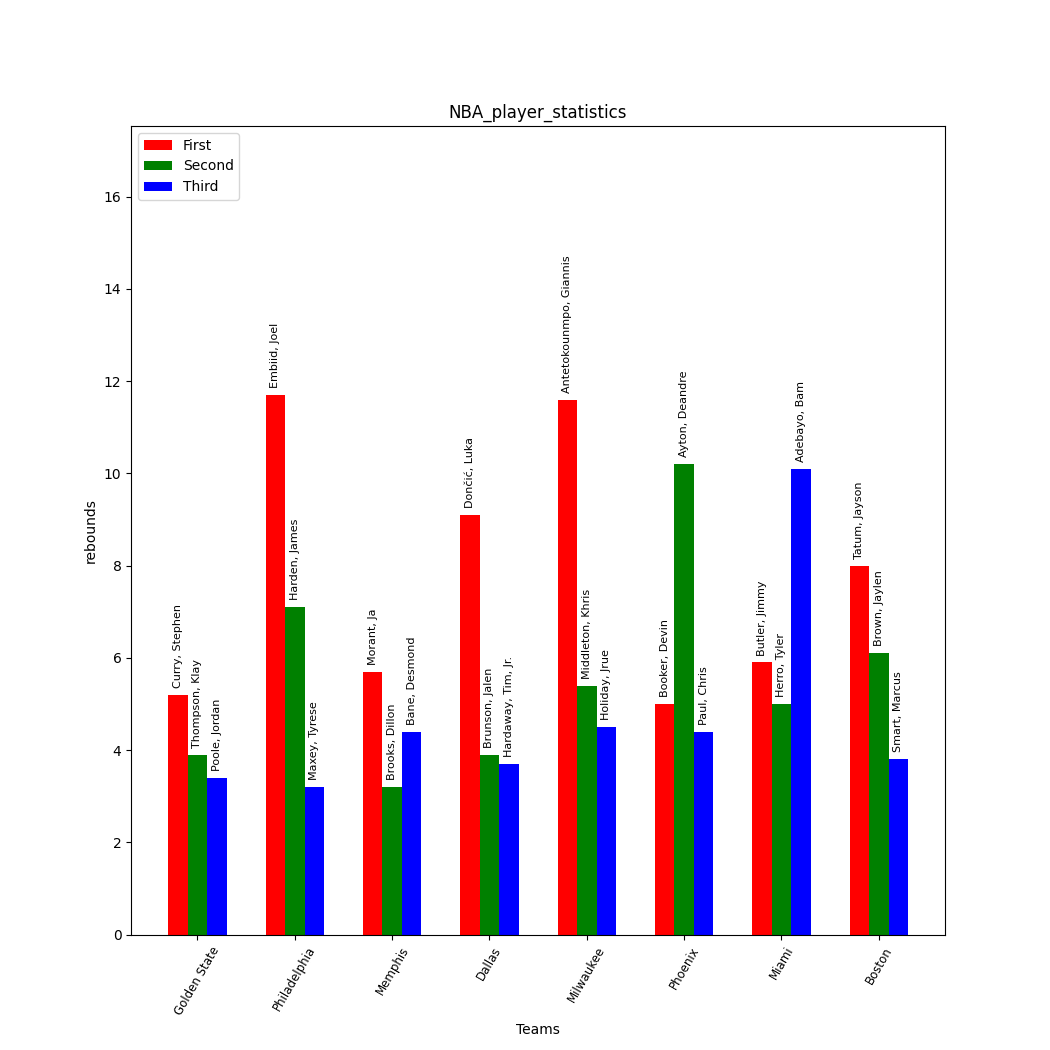 NBA_player_statistics
First
Second
Third
16
14
12
10
8
6
4
2
0
rebounds
Curry, Stephen
Thompson, Klay
Poole, Jordan
Embiid, Joel
Harden, James
Maxey, Tyrese
Morant, Ja
Brooks, Dillon
Bane, Desmond
Dončić, Luka
Brunson, Jalen
Hardaway, Tim, Jr.
Antetokounmpo, Giannis
Middleton, Khris
Holiday, Jrue
Booker, Devin
Ayton, Deandre
Paul, Chris
Butler, Jimmy
Herro, Tyler
Adebayo, Bam
Tatum, Jayson
Brown, Jaylen
Smart, Marcus
Golden State
Philadelphia
Memphis
Dallas
Milwaukee
Phoenix
Miami
Boston
Teams